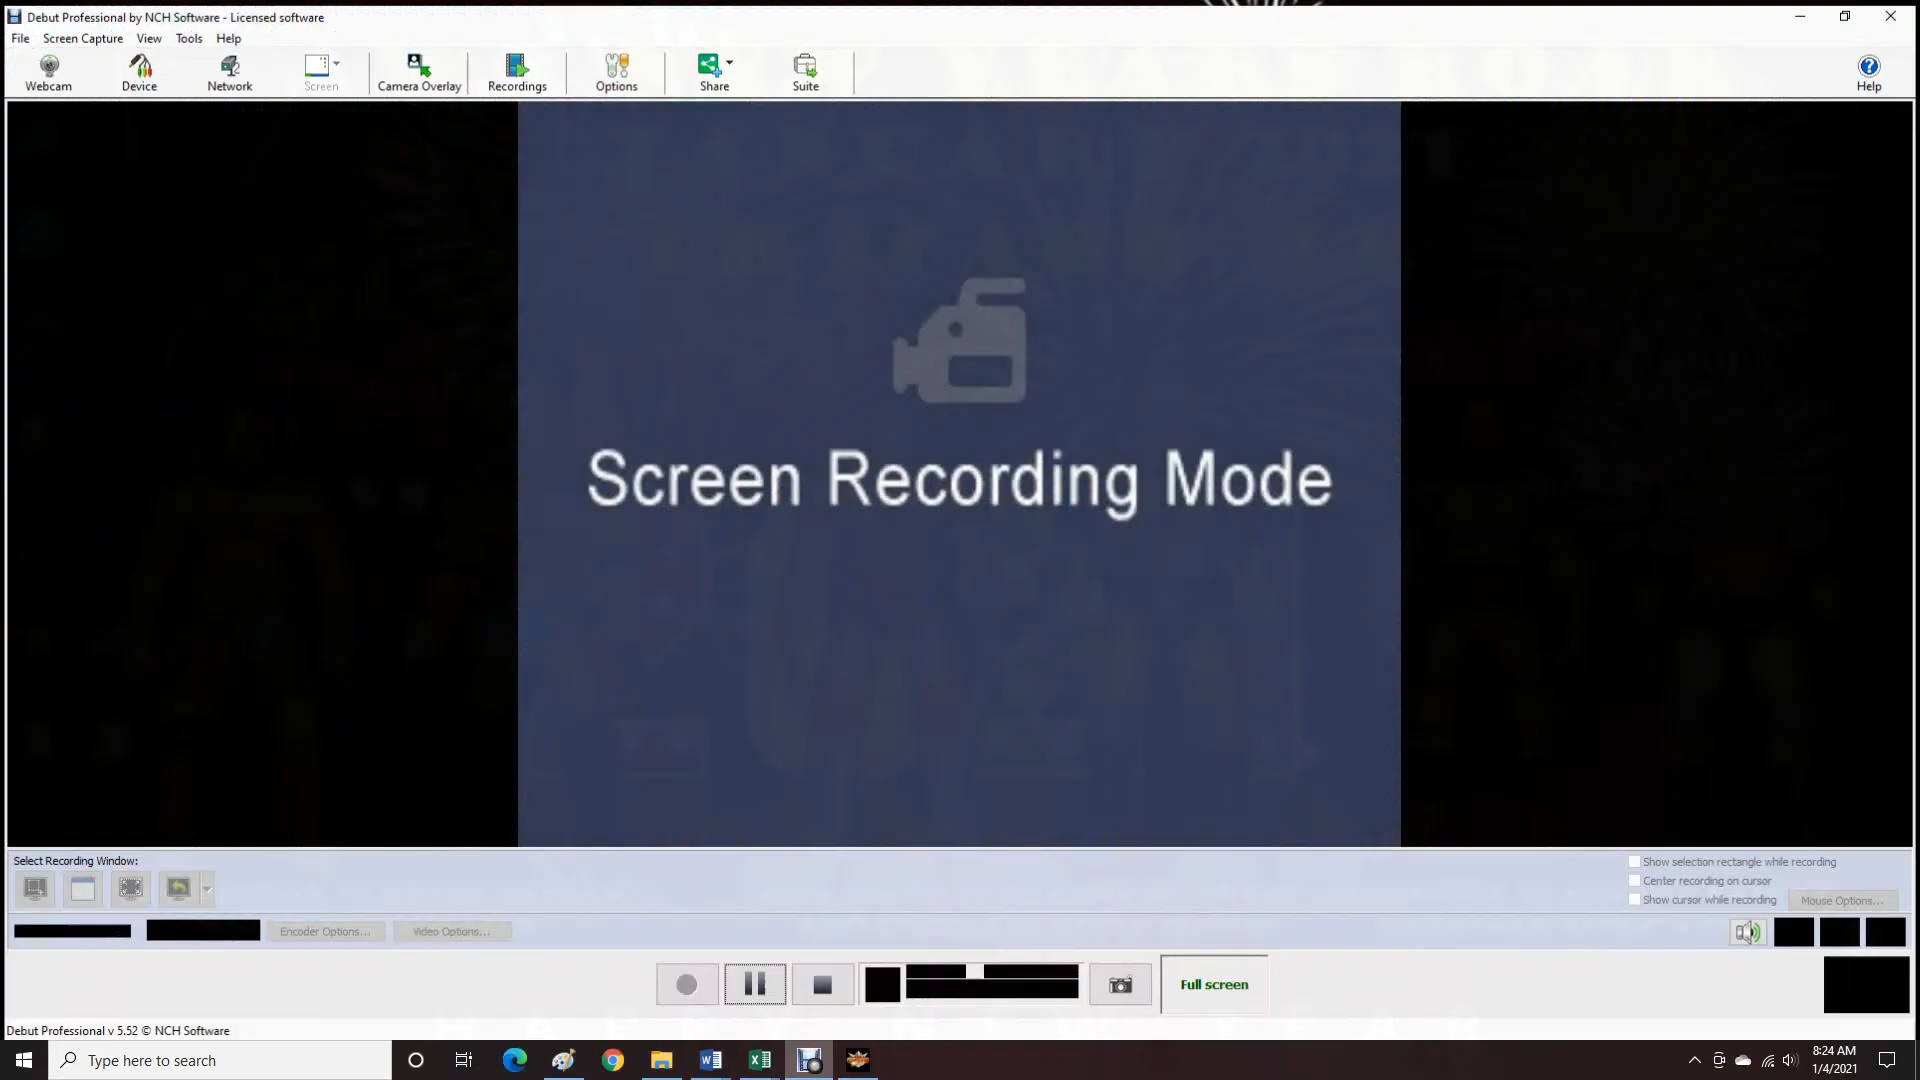 Debut Professional by NCH Software - Licensed software
File Screen Capture View Tools Help
Webcam Device Network Screen Camera Overlay Recordings Options Share Suite Help
Screen Recording Mode
Select Recording Window:
Show selection rectangle while recording
Center recording on cursor
Show cursor while recording Mouse Options...
Encoder Options... Video Options...
Full screen
Debut Professional v 5.52 © NCH Software
Type here to search
8:24 AM
1/4/2021